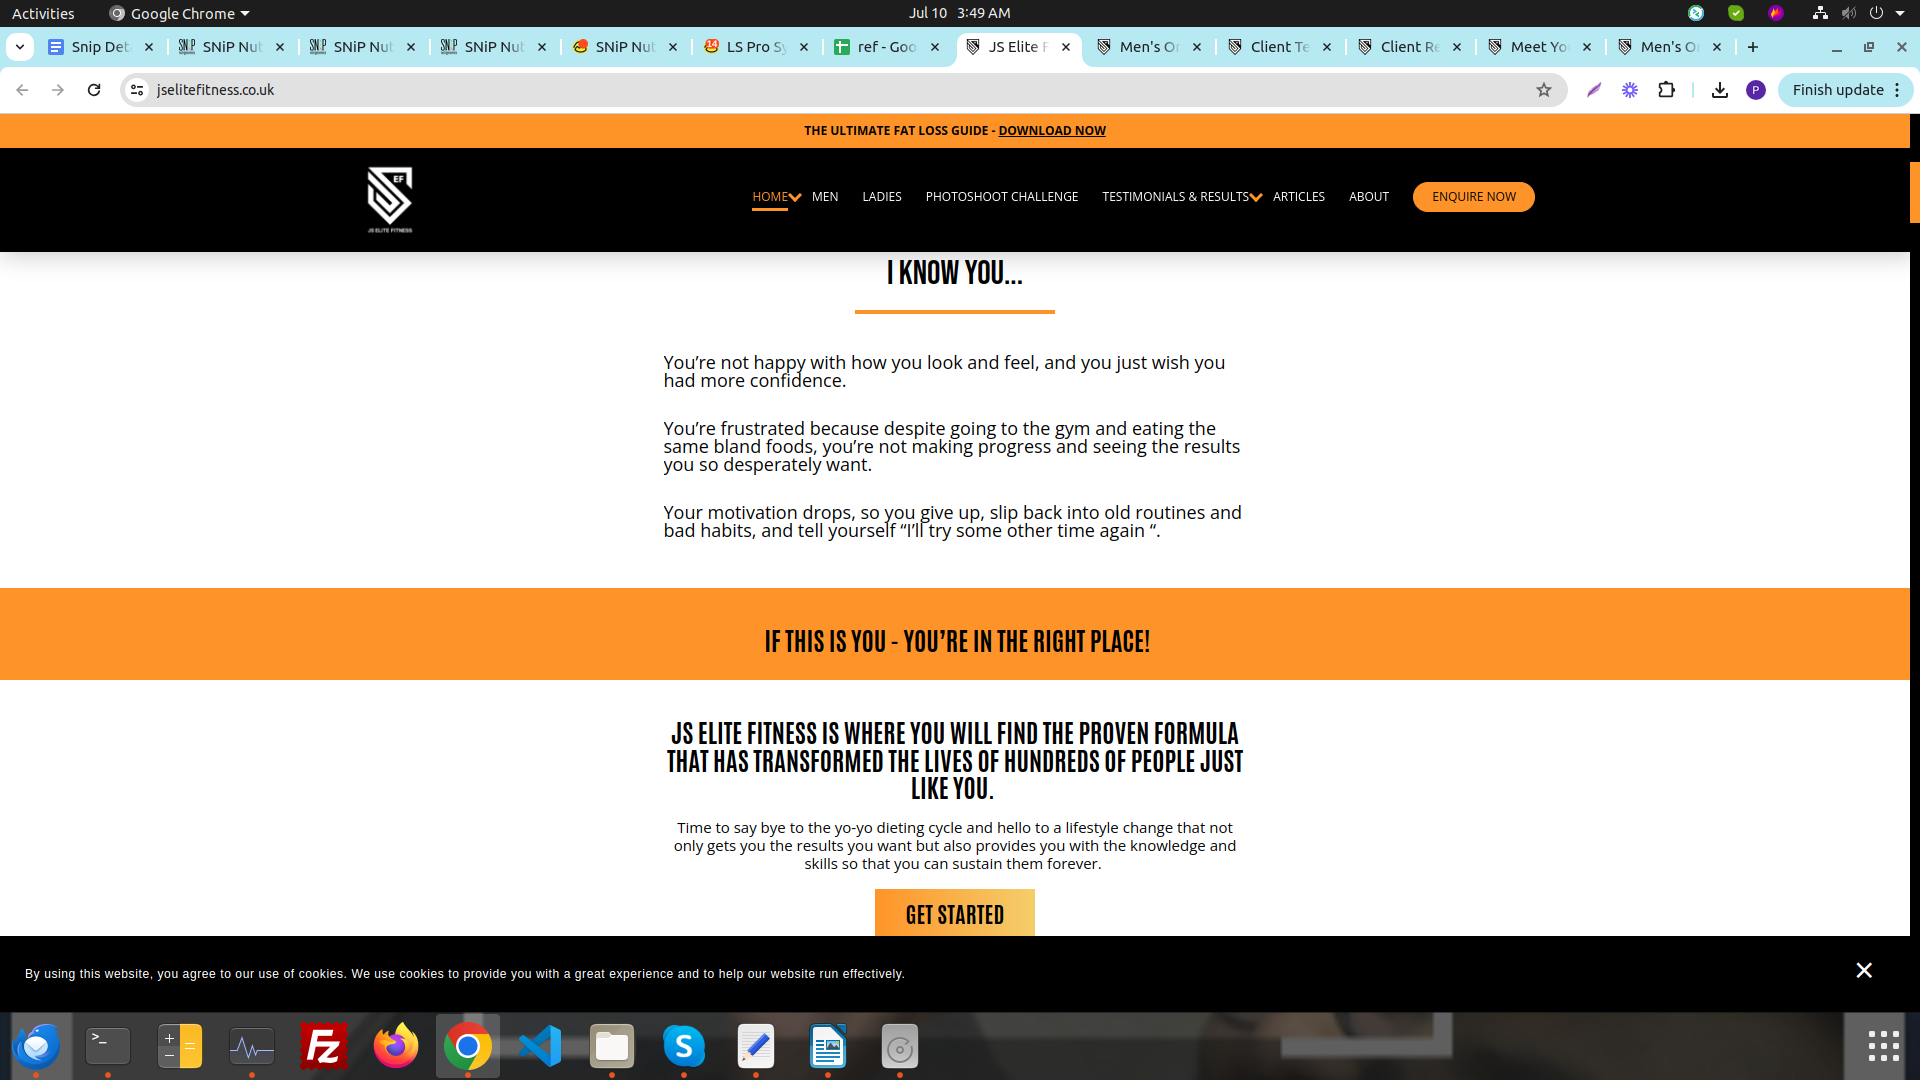 Activities
Google Chrome
Jul 10 3:49 AM
Snip Det
SNiP Nut
SNiP Nut
SNiP Nut
SNiP Nut
LS Pro Sy
ref - Goo
JS Elite F
Men's On
Client Te
Client Re
Meet You
Men's On
jselitefitness.co.uk
P
Finish update
THE ULTIMATE FAT LOSS GUIDE - DOWNLOAD NOW
EF
JS ELITE FITNESS
HOME
MEN
LADIES
PHOTOSHOOT CHALLENGE
TESTIMONIALS & RESULTS
ARTICLES
ABOUT
ENQUIRE NOW
I KNOW YOU...
You’re not happy with how you look and feel, and you just wish you
had more confidence.
You’re frustrated because despite going to the gym and eating the
same bland foods, you’re not making progress and seeing the results
you so desperately want.
Your motivation drops, so you give up, slip back into old routines and
bad habits, and tell yourself “I’ll try some other time again “.
IF THIS IS YOU - YOU’RE IN THE RIGHT PLACE!
JS ELITE FITNESS IS WHERE YOU WILL FIND THE PROVEN FORMULA
THAT HAS TRANSFORMED THE LIVES OF HUNDREDS OF PEOPLE JUST
LIKE YOU.
Time to say bye to the yo-yo dieting cycle and hello to a lifestyle change that not
only gets you the results you want but also provides you with the knowledge and
skills so that you can sustain them forever.
GET STARTED
By using this website, you agree to our use of cookies. We use cookies to provide you with a great experience and to help our website run effectively.